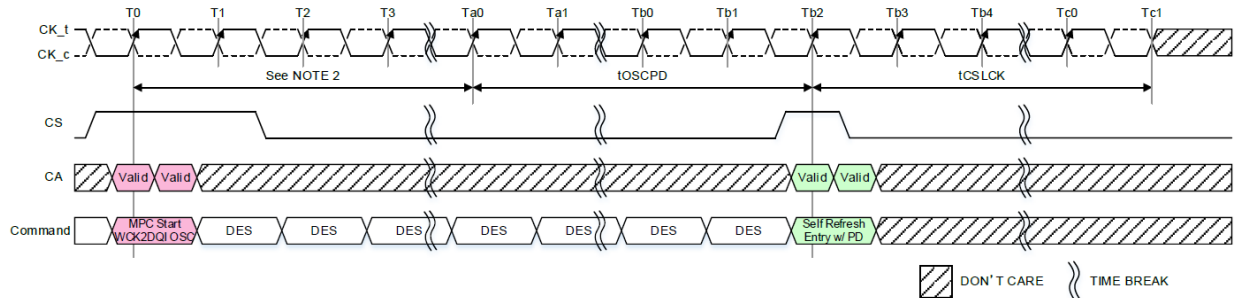 T0 T1 T2 T3 Ta0 Ta1 Tb0 Tb1 Tb2 Tb3 Tb4 Tc0 Tc1
CK_t
CK_c
See NOTE 2 tOSCPD tCSLCK
CS
CA Valid Valid Valid Valid
Command MPC Start WCK2DQI OSC DES DES DES DES DES DES DES Self Refresh Entry w/ PD
DON'T CARE TIME BREAK